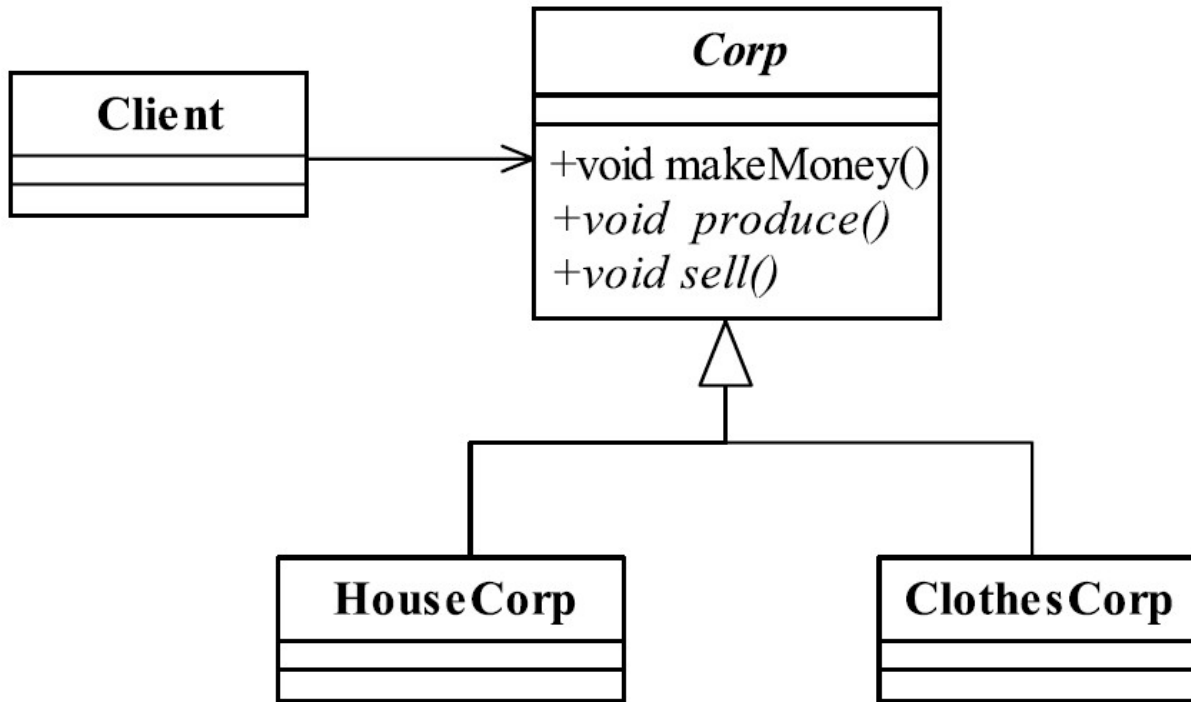 Corp
Client
+void makeMoney()
+void produce()
+void sell()
HouseCorp
ClothesCorp